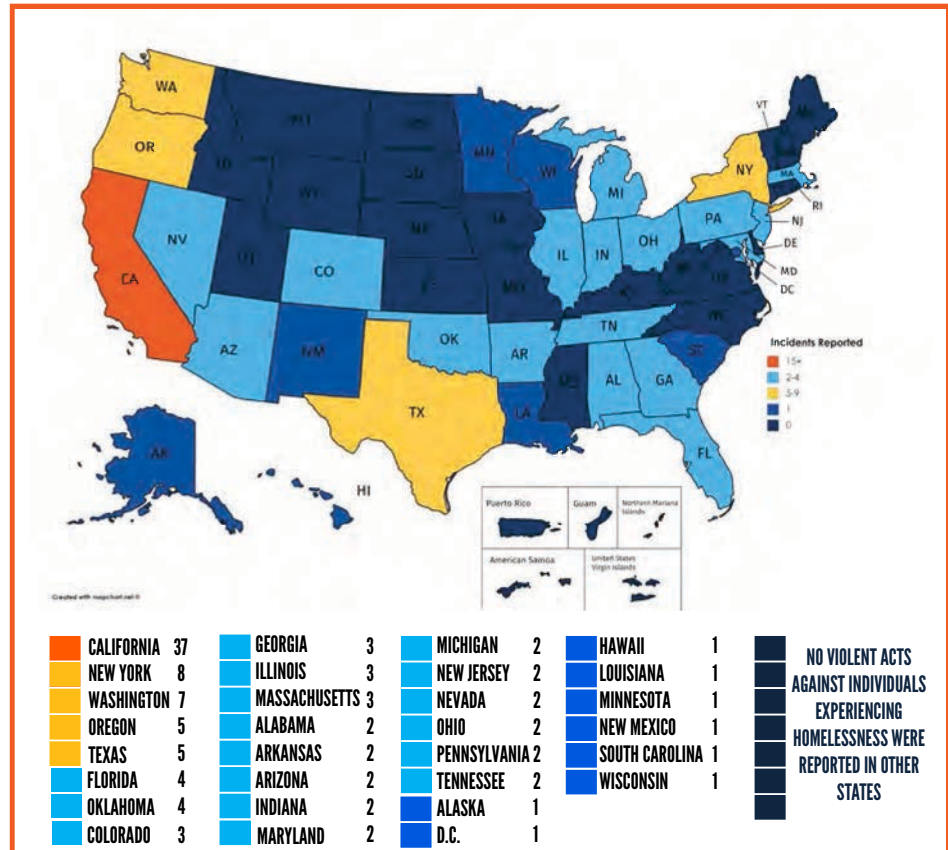 WA
OR
CA
NV
ID
MT
WY
UT
CO
AZ
NM
ND
SD
NE
OK
TX
MN
IA
MO
AR
LA
WI
IL
MI
IN
OH
KY
TN
MS
AL
GA
FL
SC
NC
VA
WV
PA
NY
VT
ME
MA
RI
NJ
DE
MD
DC
AK
HI
Incidents Reported
15+
2-4
5-9
1
0
Puerto Rico
Guam
Northern Mariana
Islands
American Samoa
United States
Virgin Islands
Created with mapchart.net ©
CALIFORNIA 37
NEW YORK 8
WASHINGTON 7
OREGON 5
TEXAS 5
FLORIDA 4
OKLAHOMA 4
COLORADO 3
GEORGIA 3
ILLINOIS 3
MASSACHUSETTS 3
ALABAMA 2
ARKANSAS 2
ARIZONA 2
INDIANA 2
MARYLAND 2
MICHIGAN 2
NEW JERSEY 2
NEVADA 2
OHIO 2
PENNSYLVANIA 2
TENNESSEE 2
ALASKA 1
D.C. 1
HAWAII 1
LOUISIANA 1
MINNESOTA 1
NEW MEXICO 1
SOUTH CAROLINA 1
WISCONSIN 1
NO VIOLENT ACTS
AGAINST INDIVIDUALS
EXPERIENCING
HOMELESSNESS WERE
REPORTED IN OTHER
STATES